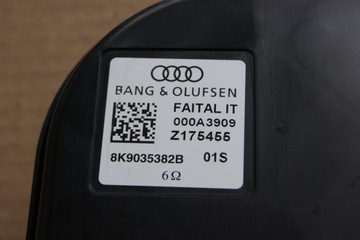 BANG & OLUFSEN
FAITAL IT
000A3909
Z175455
8K9035382B 01S
6Ω